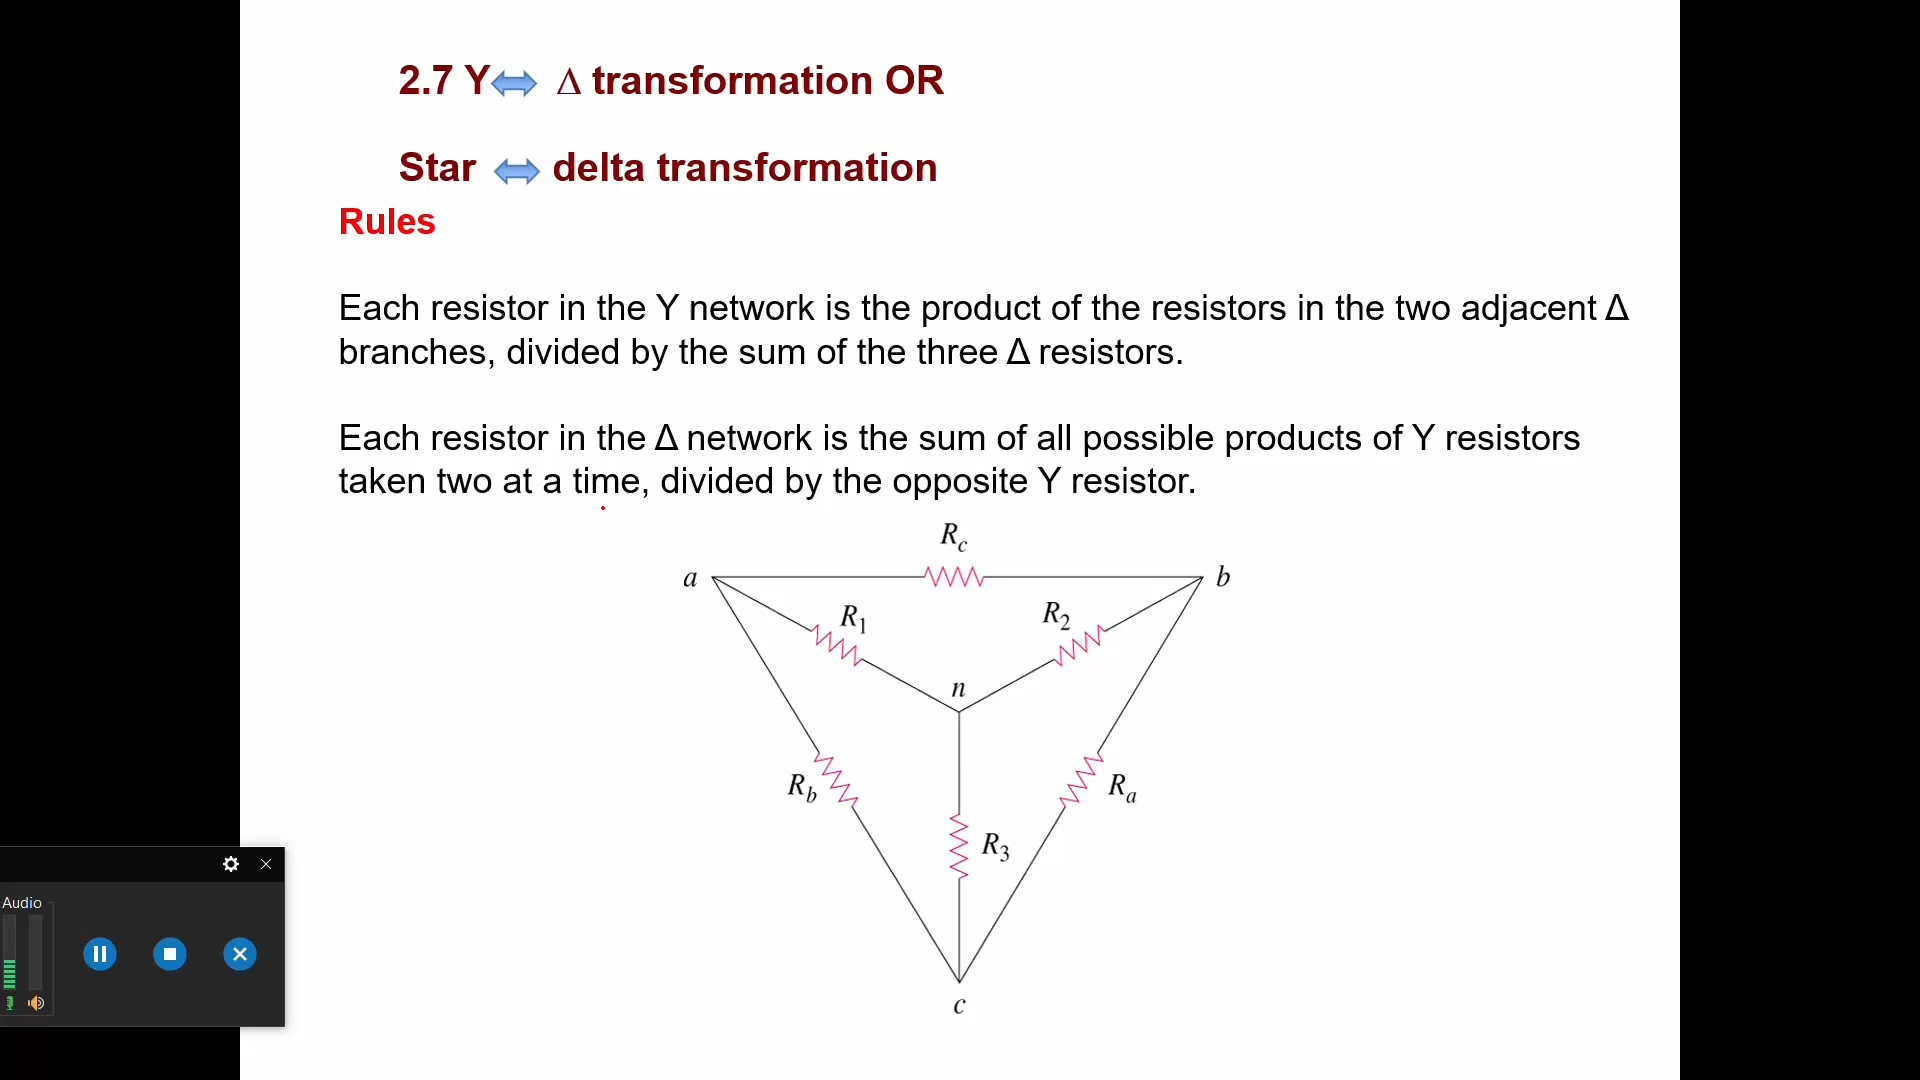 2.7 Y ⇔ Δ transformation OR
Star ⇔ delta transformation
Rules
Each resistor in the Y network is the product of the resistors in the two adjacent Δ
branches, divided by the sum of the three Δ resistors.
Each resistor in the Δ network is the sum of all possible products of Y resistors
taken two at a time, divided by the opposite Y resistor.
Rc
a
b
R1
R2
n
Rb
Ra
R3
c
Audio